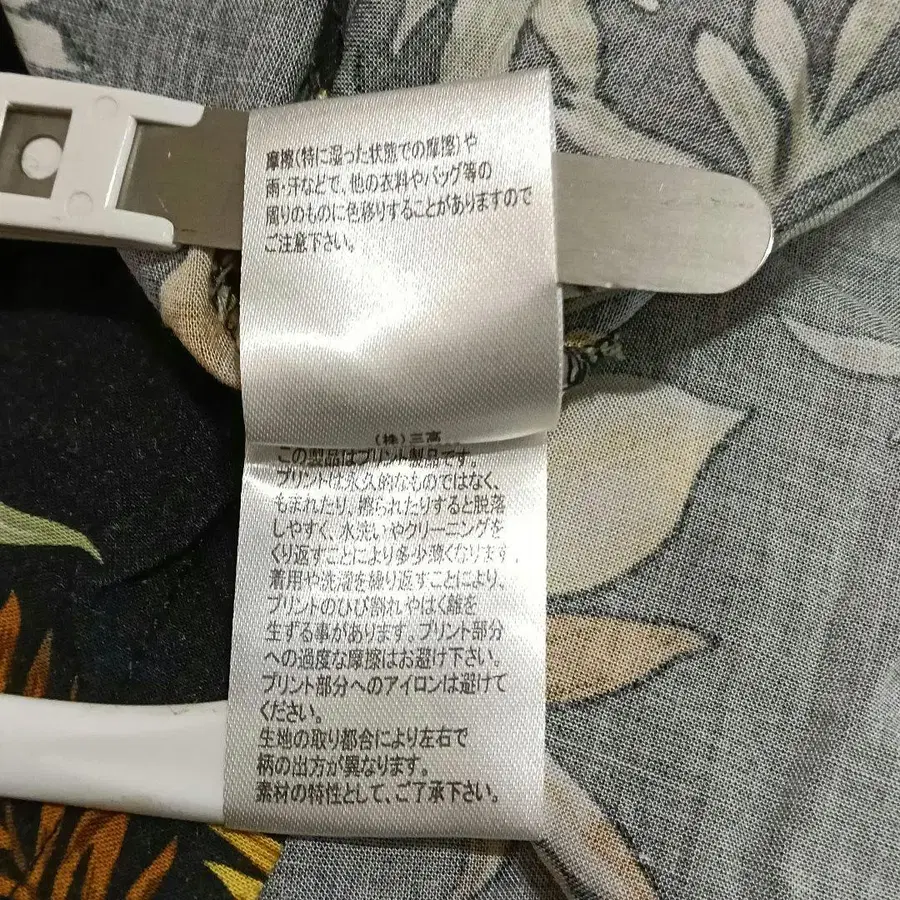 摩擦(特に湿った状態での摩擦)や
雨・汗などで、他の衣料やバッグ等の
周りのものに色移りすることがありますので
ご注意下さい。
(株)三高
この製品はプリント製品です。
プリントは永久的なものではなく、
もまれたり、擦られたりすると脱落
しやすく、水洗いやクリーニングを
くり返すことにより多少薄くなります。
着用や洗濯を繰り返すことにより、
プリントのひび割れやはく離を
生ずる事があります。プリント部分
への過度な摩擦はお避け下さい。
プリント部分へのアイロンは避けて
ください。
生地の取り都合により左右で
柄の出方が異なります。
素材の特性として、ご了承下さい。